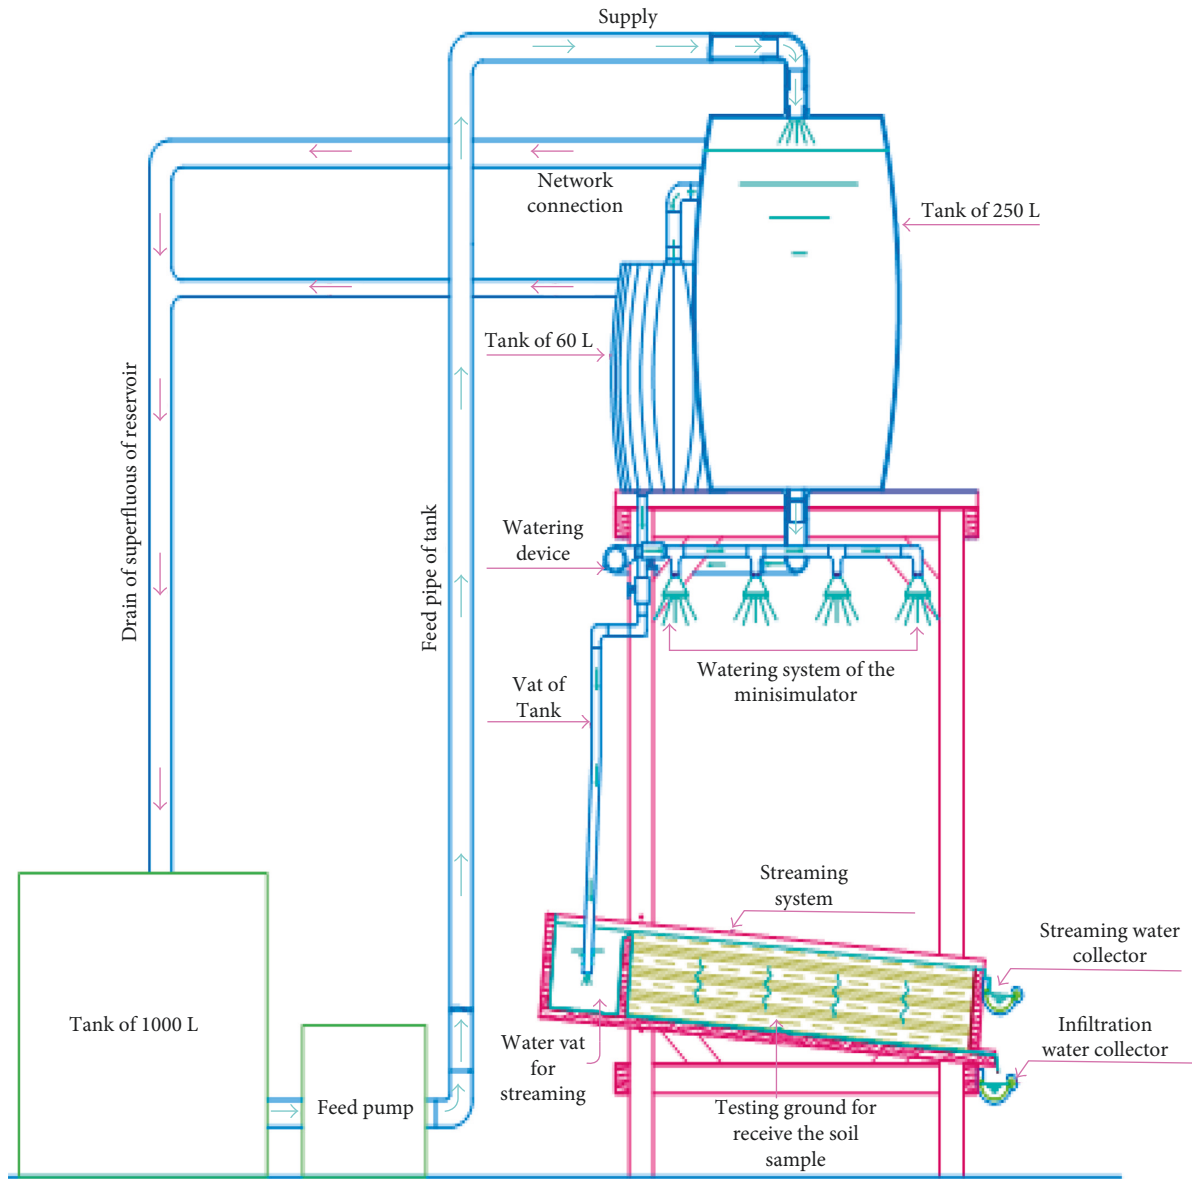 Supply
Network
connection
Tank of 250 L
Tank of 60 L
Drain of superfluous of reservoir
Feed pipe of tank
Watering
device
Watering system of the
minisimulator
Vat of
Tank
Streaming
system
Streaming water
collector
Tank of 1000 L
Infiltration
water collector
Water vat
for
streaming
Feed pump
Testing ground for
receive the soil
sample